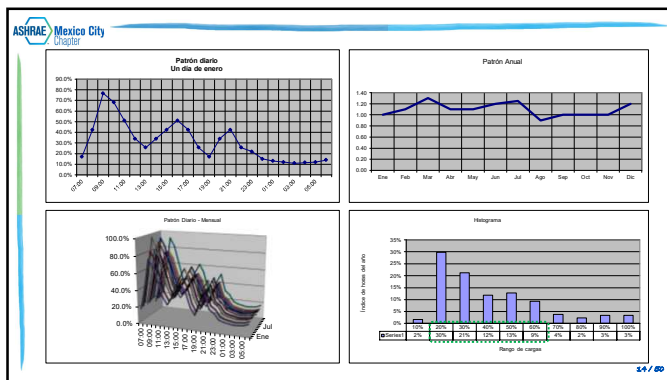 ASHRAE Mexico City
Chapter
Patrón diario
Un día de enero
90.0%
80.0%
70.0%
60.0%
50.0%
40.0%
30.0%
20.0%
10.0%
0.0%
07:00 09:00 11:00 13:00 15:00 17:00 19:00 21:00 23:00 01:00 03:00 05:00
Patrón Anual
1.40
1.20
1.00
0.80
0.60
0.40
0.20
0.00
Ene Feb Mar Abr May Jun Jul Ago Sep Oct Nov Dic
Patrón Diario - Mensual
100.0%
80.0%
60.0%
40.0%
20.0%
0.0%
07:00 09:00 11:00 13:00 15:00 17:00 19:00 21:00 23:00 01:00 03:00 05:00
Jul
Ene
Histograma
Índice de horas del año
35%
30%
25%
20%
15%
10%
5%
0%
10% 20% 30% 40% 50% 60% 70% 80% 90% 100%
Series1 2% 30% 21% 12% 13% 9% 4% 2% 3% 3%
Rango de cargas
14 / 80